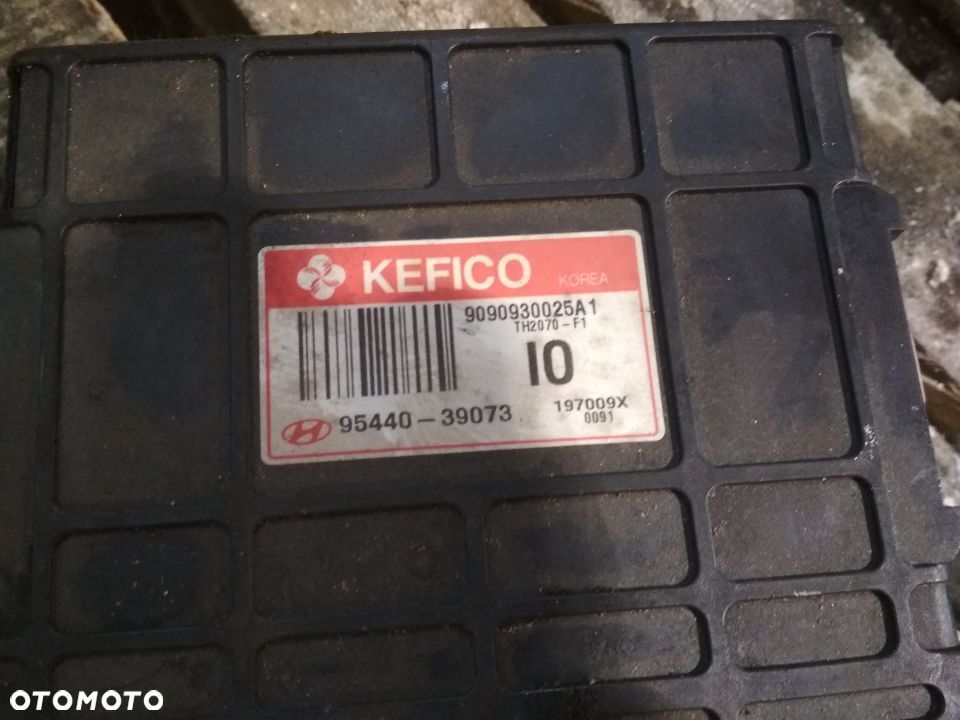 KEFICO KOREA
9090930025A1
TH2070-F1
IO
95440-39073
197009X
0091
OTOMOTO